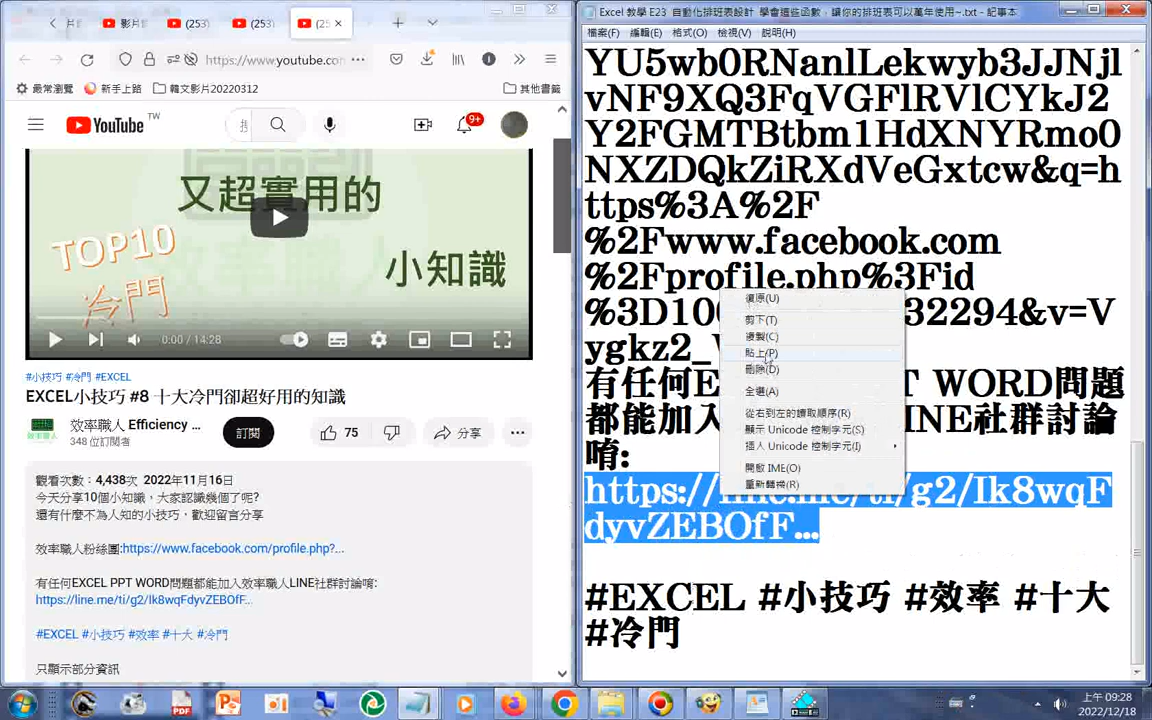 片
影片
(253)
(253)
(25
https://www.youtube.con
最常瀏覽
新手上路
韓文影片20220312
其他書籤
YouTube TW
9+
又超實用的
TOP10
冷門
小知識
0:00 / 14:28
#小技巧 #冷門 #EXCEL
EXCEL小技巧 #8 十大冷門卻超好用的知識
效率職人 Efficiency ...
348 位訂閱者
訂閱
75
分享
觀看次數：4,438次 2022年11月16日
今天分享10個小知識，大家認識幾個了呢?
還有什麼不為人知的小技巧，歡迎留言分享
效率職人粉絲團:https://www.facebook.com/profile.php?...
有任何EXCEL PPT WORD問題都能加入效率職人LINE社群討論唷:
https://line.me/ti/g2/lk8wqFdyvZEBOfF...
#EXCEL #小技巧 #效率 #十大 #冷門
只顯示部分資訊
Excel 教學 E23 自動化排班表設計 學會這些函數，讓你的排班表可以萬年使用~.txt - 記事本
檔案(F) 編輯(E) 格式(O) 檢視(V) 說明(H)
YU5wb0RNanlLekwyb3JJNjl
vNF9XQ3FqVGFlRVlCYkJ2
Y2FGMTBtbm1HdXNYRmo0
NXZDQkZiRXdVeGxtcw&q=h
ttps%3A%2F
%2Fwww.facebook.com
%2Fprofile.php%3Fid
%3D10
32294&v=V
ygkz2_
有任何E
PT WORD問題
都能加入
LINE社群討論
唷:
https://line.me/ti/g2/lk8wqF
dyvZEBOfF...
#EXCEL #小技巧 #效率 #十大
#冷門
復原(U)
剪下(T)
複製(C)
貼上(P)
刪除(D)
全選(A)
從右到左的讀取順序(R)
顯示 Unicode 控制字元(S)
插入 Unicode 控制字元(I)
開啟 IME(O)
重新轉換(R)
PDF
上午 09:28
2022/12/18